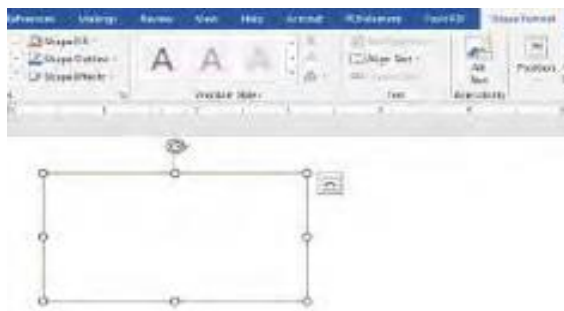 References Mailings Review View Help Acrobat Shape Format
Shape Fill
Shape Outline
Shape Effects
A A A
Align Text
Alt
Text
Position
WordArt Styles
Text
Accessibility